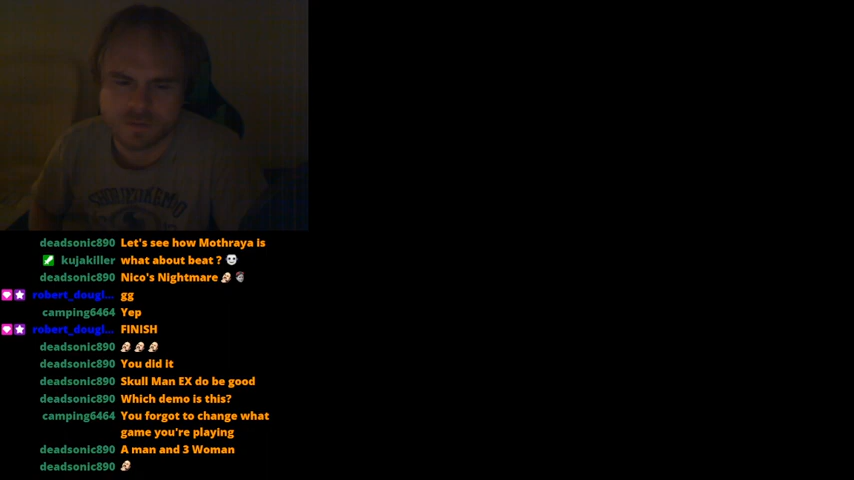 deadsonic890 Let's see how Mothraya is
kujakiller what about beat ?
deadsonic890 Nico's Nightmare
robert_dougl... gg
camping6464 Yep
robert_dougl... FINISH
deadsonic890
deadsonic890 You did it
deadsonic890 Skull Man EX do be good
deadsonic890 Which demo is this?
camping6464 You forgot to change what
game you're playing
deadsonic890 A man and 3 Woman
deadsonic890